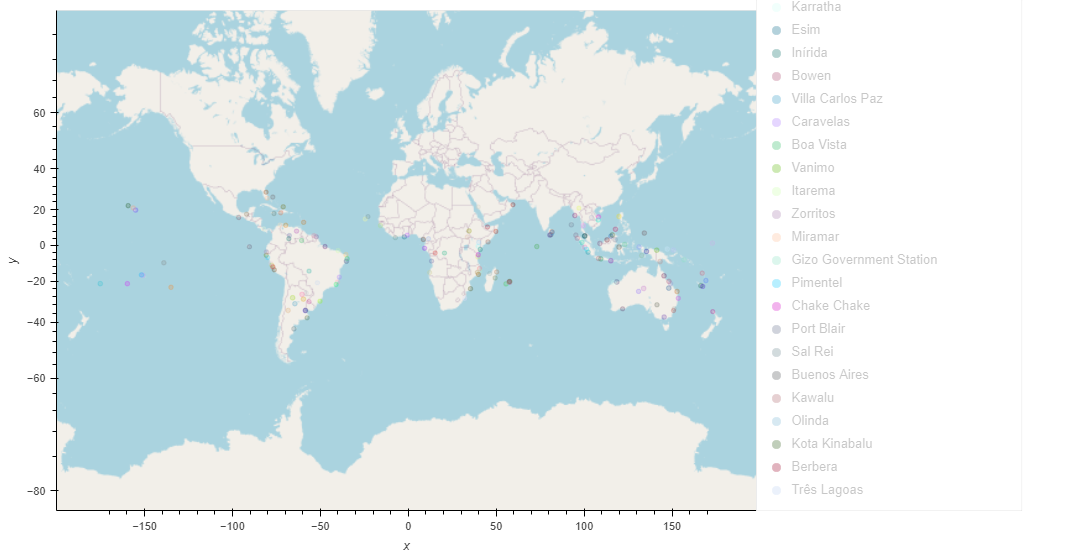 Karratha
Esim
Inírida
Bowen
Villa Carlos Paz
Caravelas
Boa Vista
Vanimo
Itarema
Zorritos
Miramar
Gizo Government Station
Pimentel
Chake Chake
Port Blair
Sal Rei
Buenos Aires
Kawalu
Olinda
Kota Kinabalu
Berbera
Três Lagoas
60
40
20
0
−20
−40
−60
−80
y
−150 −100 −50 0 50 100 150
x